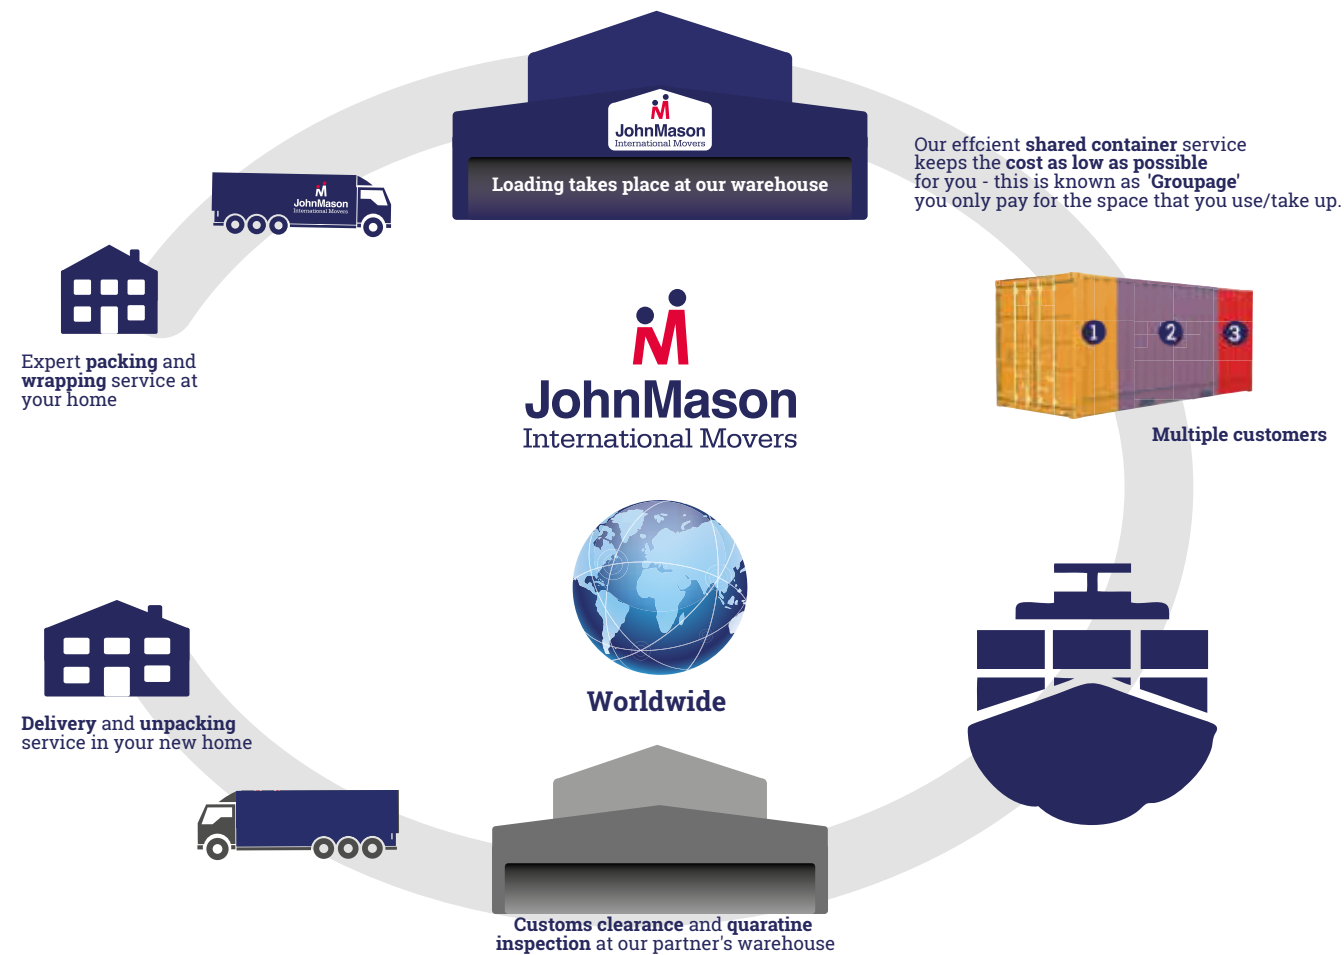 JohnMason
International Movers
Loading takes place at our warehouse
Our effcient shared container service
keeps the cost as low as possible
for you - this is known as 'Groupage'
you only pay for the space that you use/take up.
JohnMason
International Movers
1
2
3
Multiple customers
Expert packing and
wrapping service at
your home
JohnMason
International Movers
Worldwide
Delivery and unpacking
service in your new home
Customs clearance and quaratine
inspection at our partner's warehouse